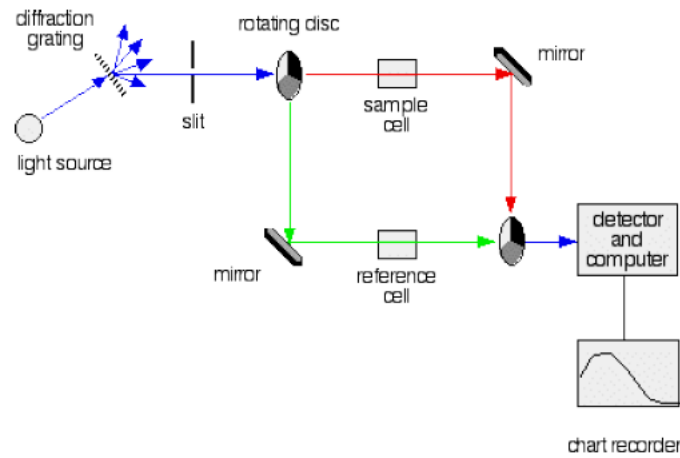 diffraction
grating
rotating disc
mirror
slit
sample
cell
light source
detector
and
computer
mirror
reference
cell
chart recorder